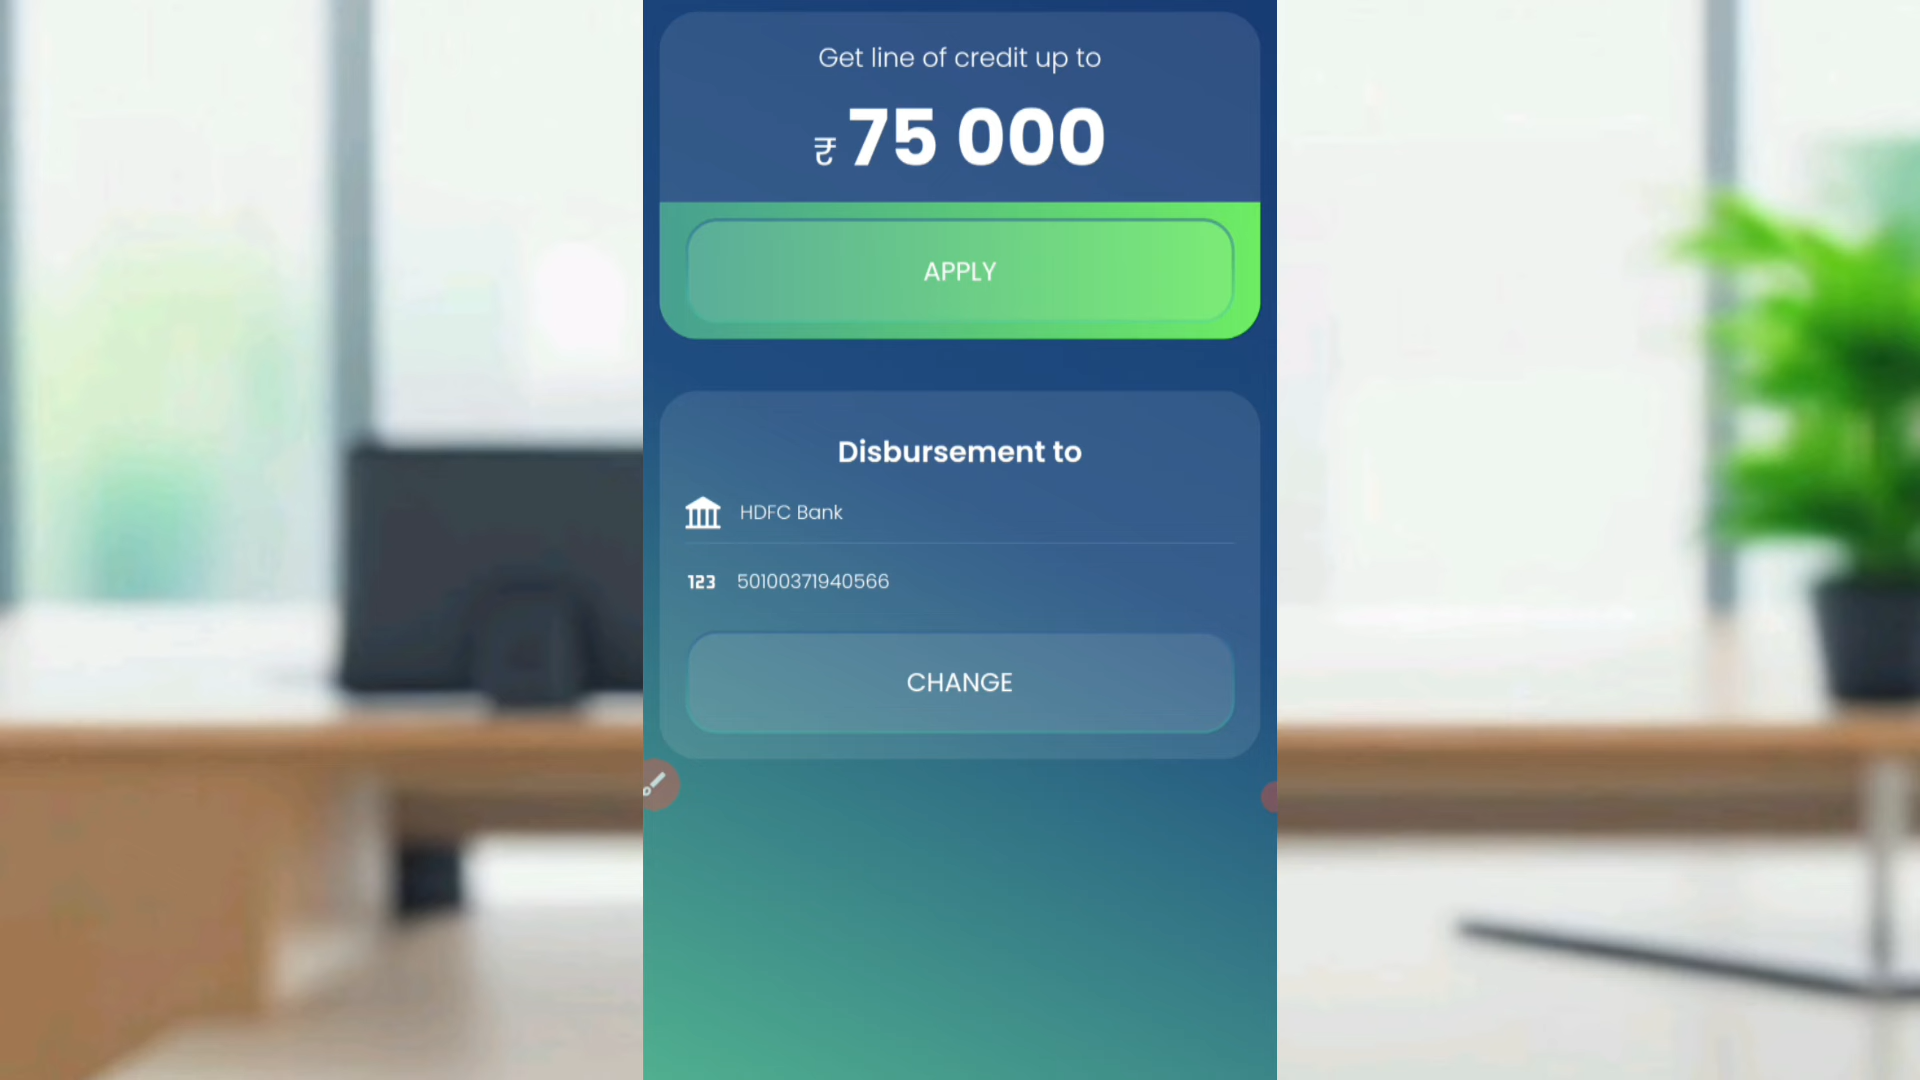 Get line of credit up to
₹ 75 000
APPLY
Disbursement to
HDFC Bank
123 50100371940566
CHANGE